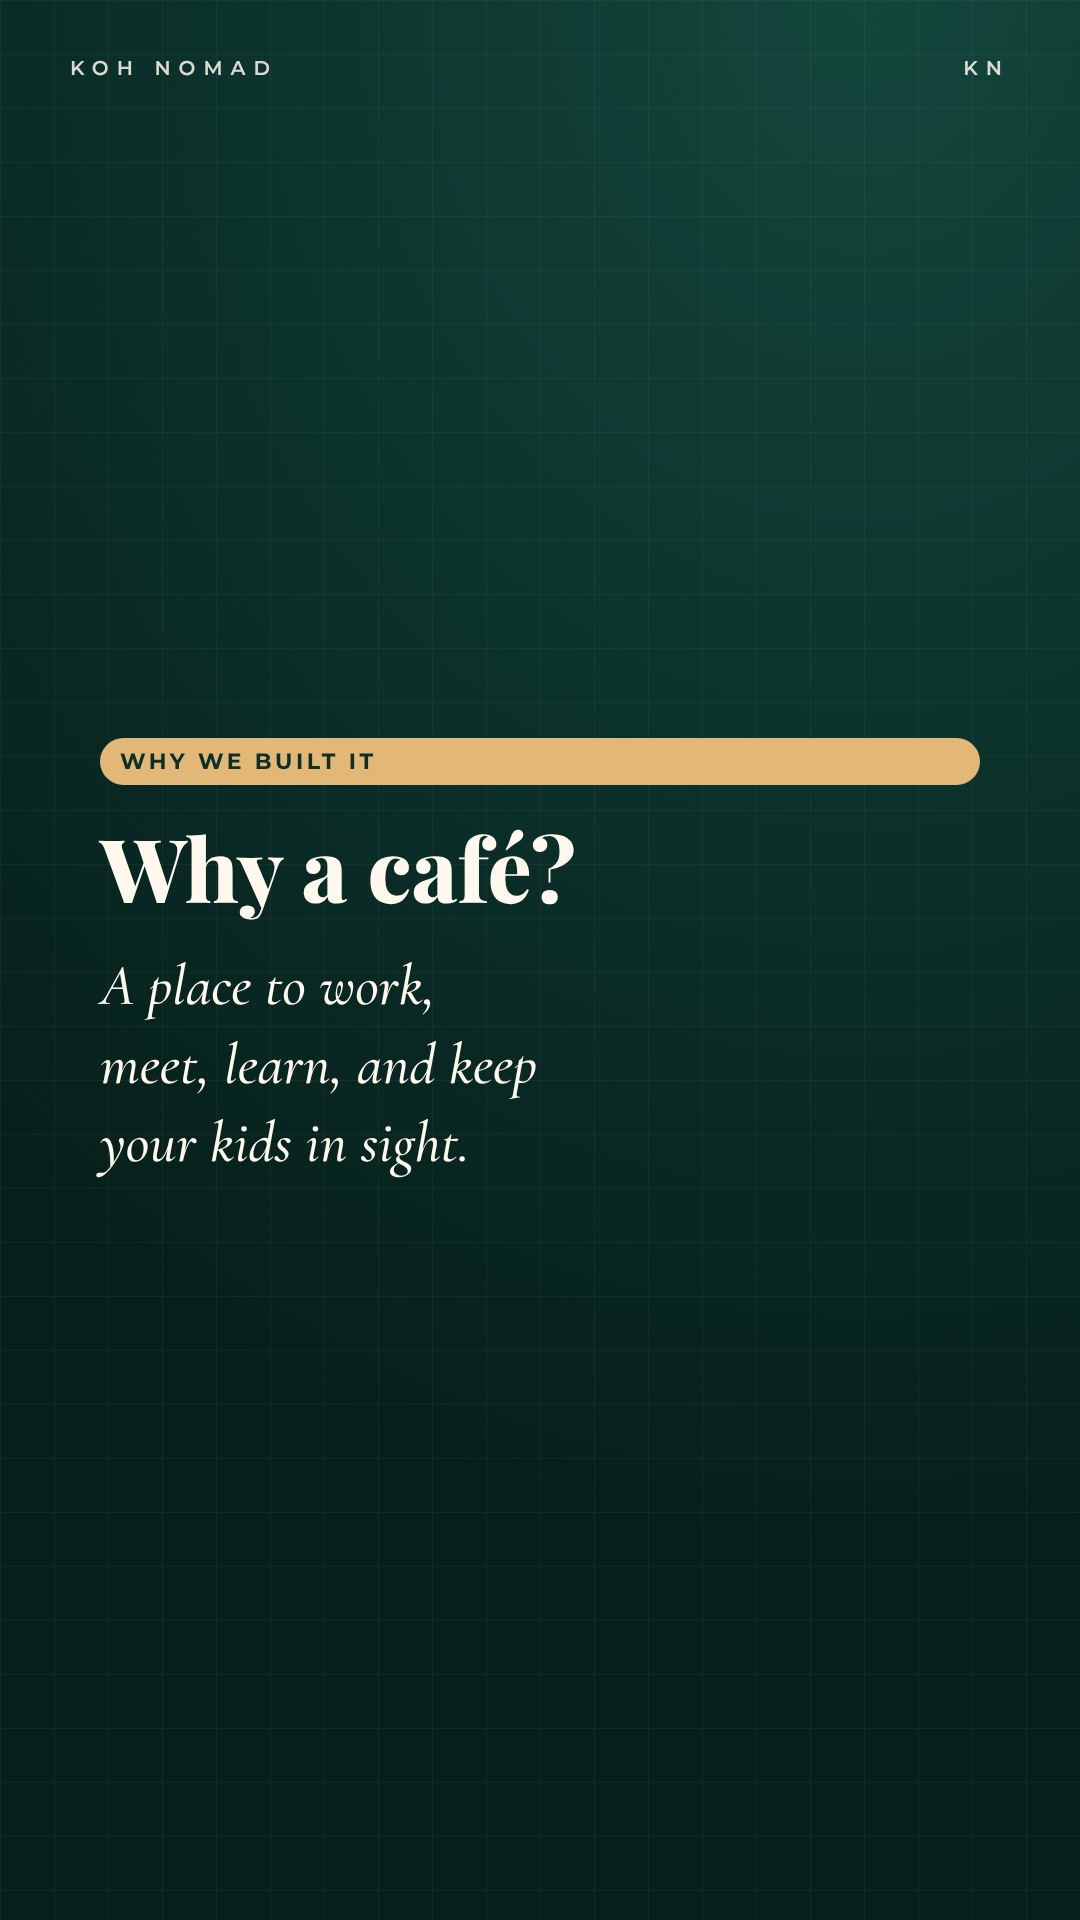 KOH NOMAD
KN
WHY WE BUILT IT
Why a café?
A place to work,
meet, learn, and keep
your kids in sight.